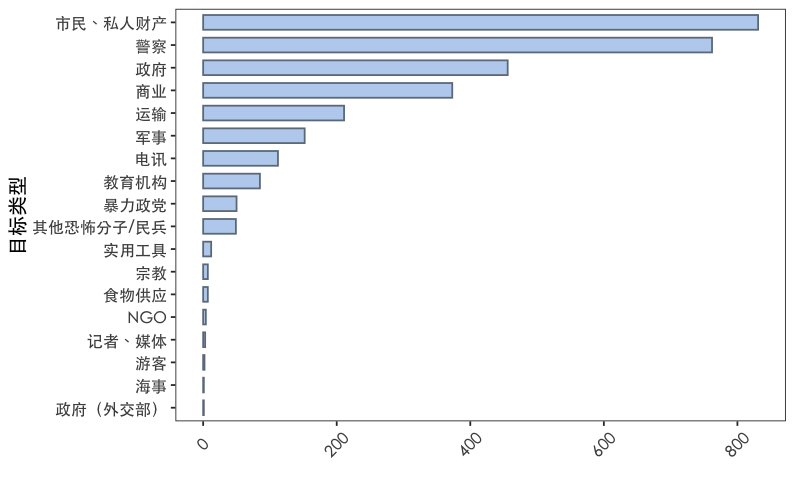 市民、私人财产
警察
政府
商业
运输
军事
电讯
教育机构
暴力政党
其他恐怖分子/民兵
实用工具
宗教
食物供应
NGO
记者、媒体
游客
海事
政府（外交部）
目标类型
0
200
400
600
800